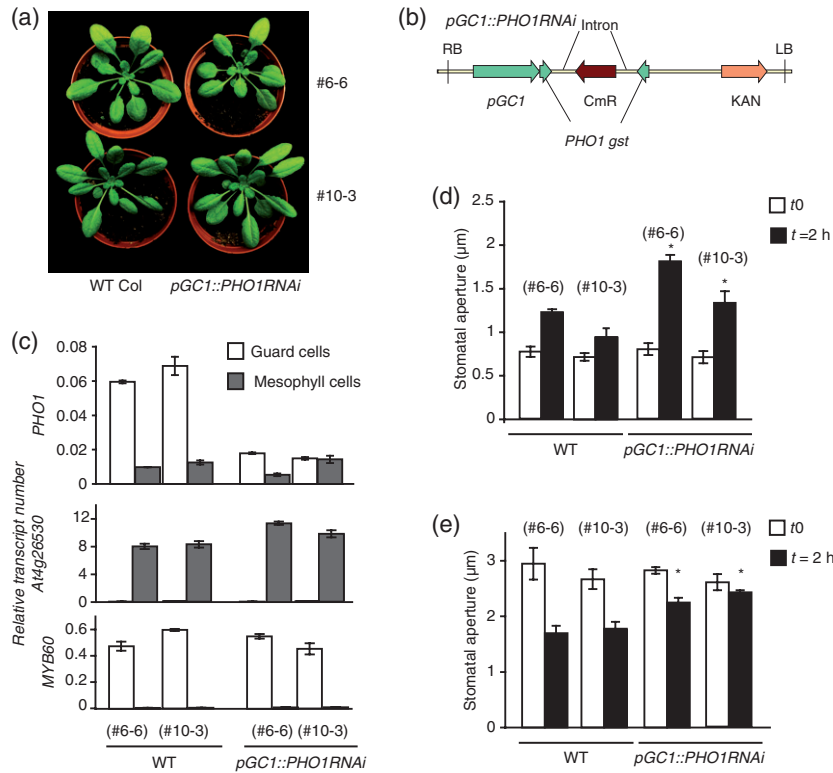 (a)
#6-6
#10-3
WT Col pGC1::PHO1RNAi
(b)
pGC1::PHO1RNAi Intron
RB LB
pGC1 CmR KAN
PHO1 gst
(c)
Guard cells
Mesophyll cells
Relative transcript number
PHO1
0.08
0.06
0.04
0.02
0
At4g26530
12
8
4
0
MYB60
0.6
0.4
0.2
0
(#6-6) (#10-3) (#6-6) (#10-3)
WT pGC1::PHO1RNAi
(d)
t0
t =2 h
Stomatal aperture (µm)
2.5
2
1.5
1
0.5
0
(#6-6) (#10-3) (#6-6) (#10-3)
* *
WT pGC1::PHO1RNAi
(e)
t0
t = 2 h
Stomatal aperture (µm)
3
2
1
0
(#6-6) (#10-3) (#6-6) (#10-3)
* *
WT pGC1::PHO1RNAi